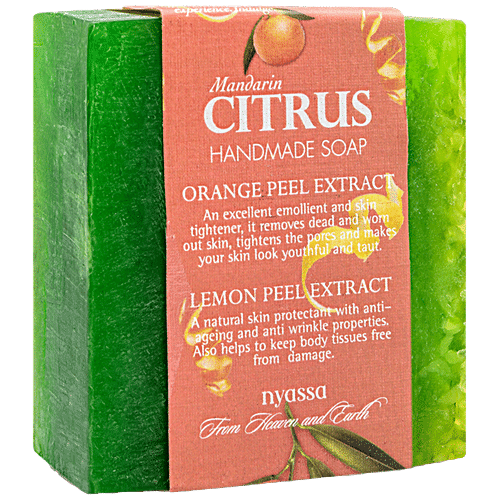 Mandarin
CITRUS
HANDMADE SOAP
ORANGE PEEL EXTRACT
An excellent emollient and skin
tightener, it removes dead and worn
out skin, tightens the pores and makes
your skin look youthful and taut.
LEMON PEEL EXTRACT
A natural skin protectant with anti-
ageing and anti wrinkle properties.
Also helps to keep body tissues free
from damage.
nyassa
From Heaven and Earth